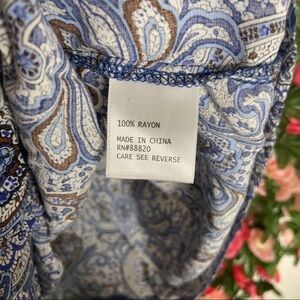 100% RAYON
MADE IN CHINA
RN#88820
CARE SEE REVERSE